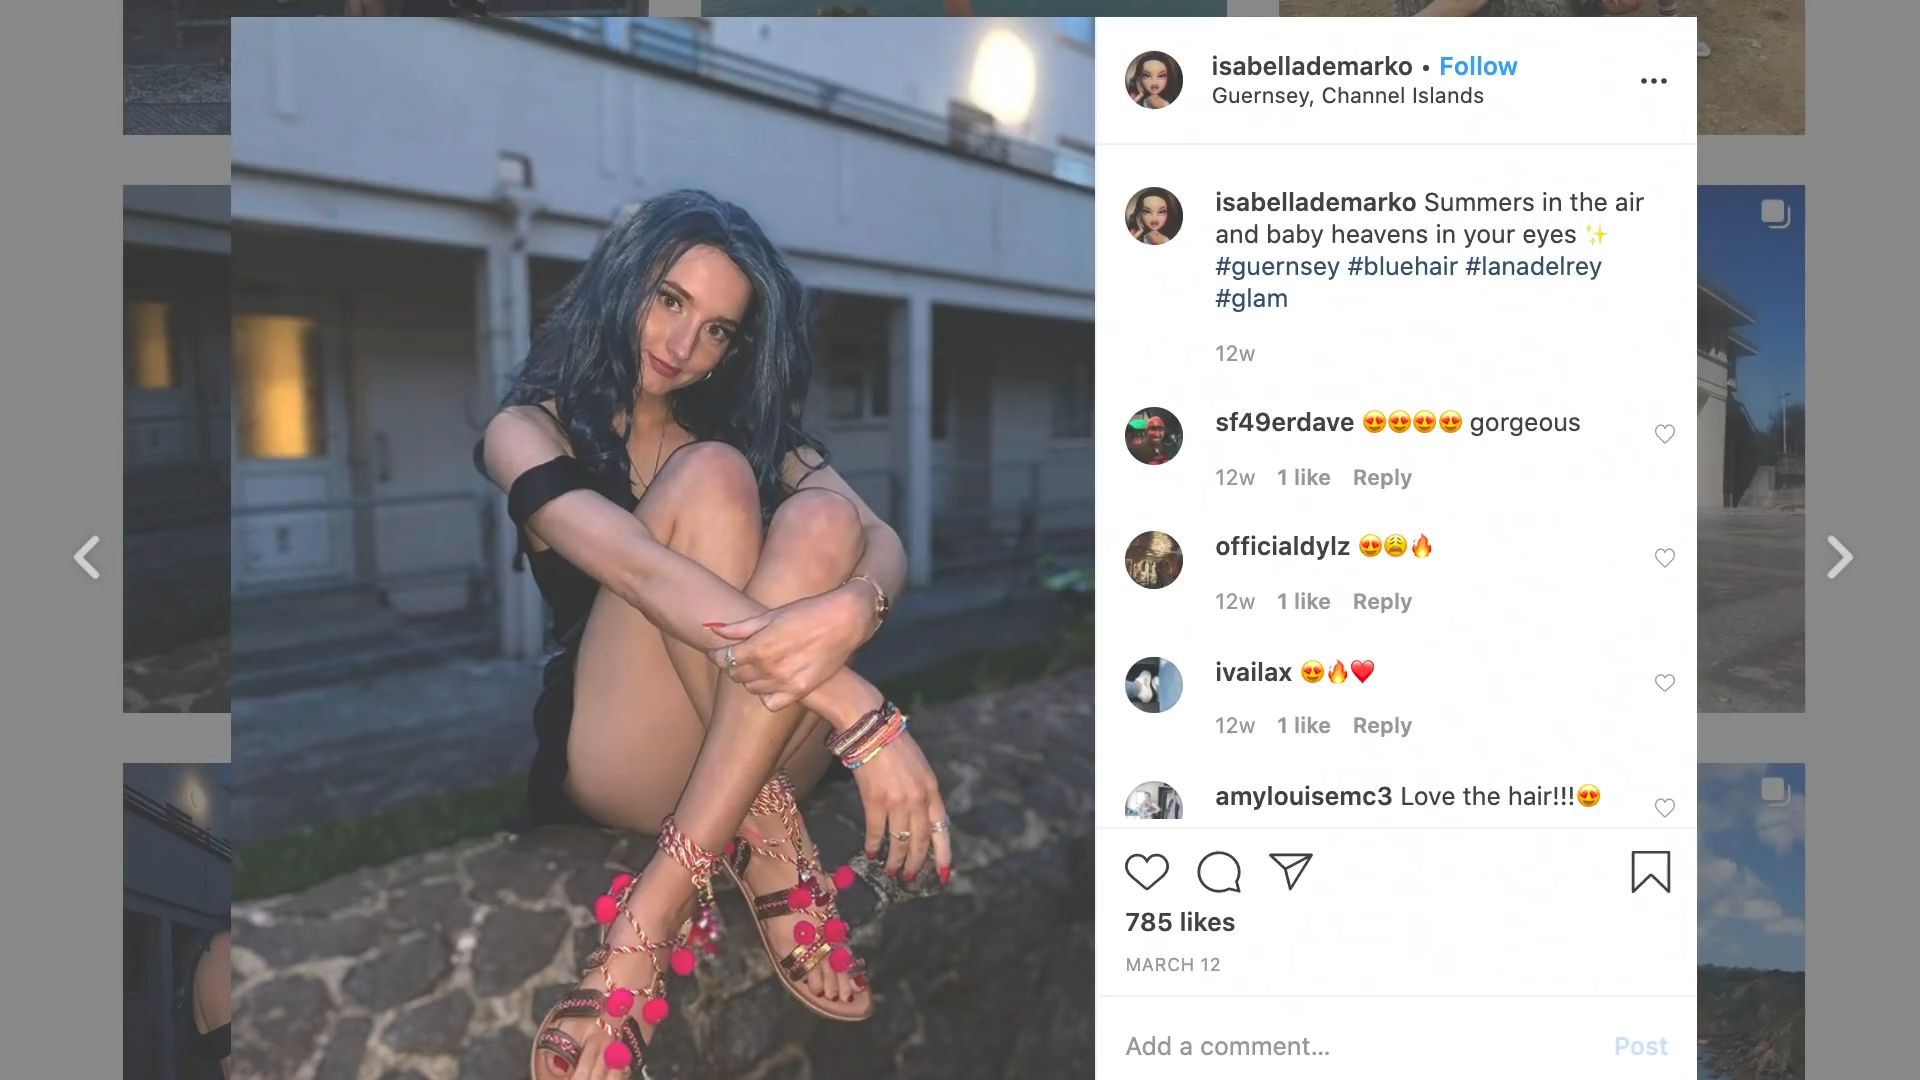 isabellademarko • Follow
Guernsey, Channel Islands
isabellademarko Summers in the air
and baby heavens in your eyes ✨
#guernsey #bluehair #lanadelrey
#glam
12w
sf49erdave 😍😍😍😍 gorgeous
12w 1 like Reply
officialdylz 😍😩🔥
12w 1 like Reply
ivailax 😍🔥❤️
12w 1 like Reply
amylouisemc3 Love the hair!!!😍
785 likes
MARCH 12
Add a comment... Post